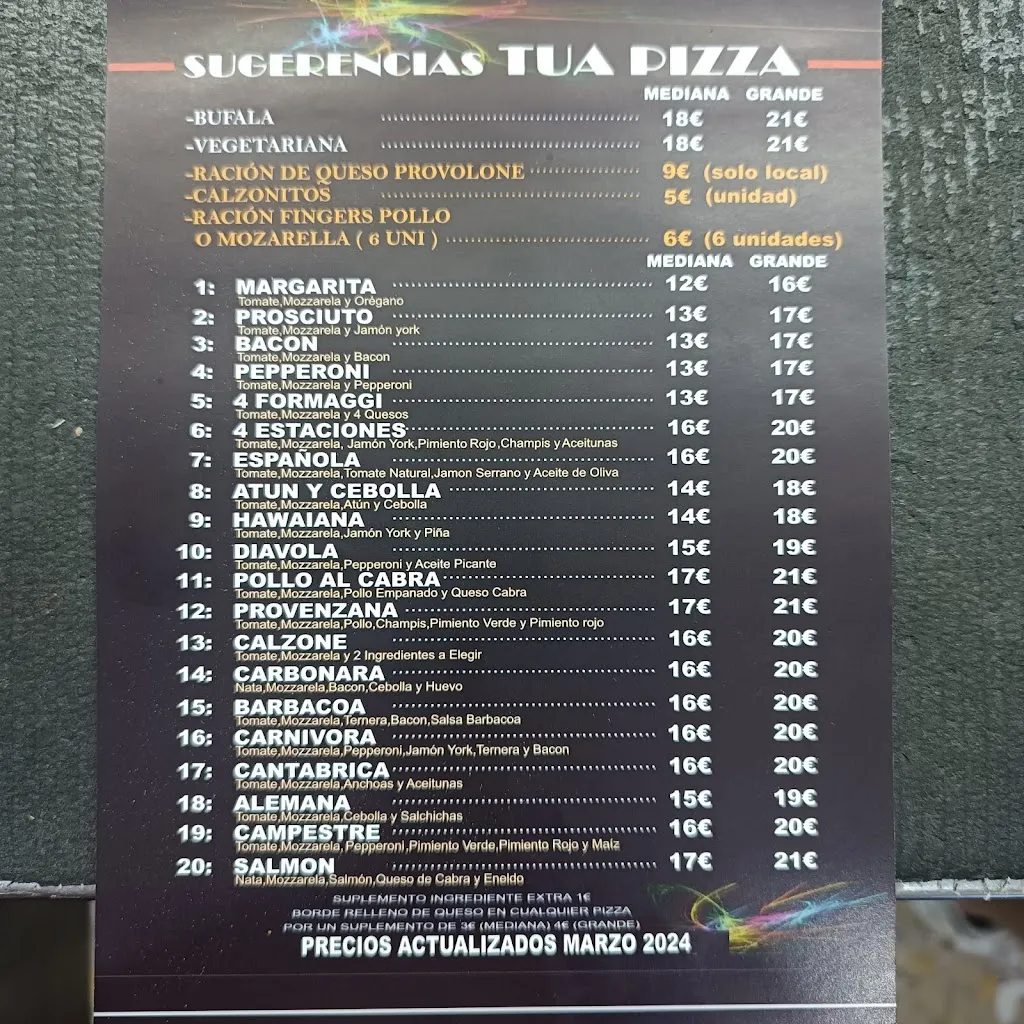 SUGERENCIAS TUA PIZZA
MEDIANA GRANDE
-BUFALA 18€ 21€
-VEGETARIANA 18€ 21€
-RACIÓN DE QUESO PROVOLONE 9€ (solo local)
-CALZONITOS 5€ (unidad)
-RACIÓN FINGERS POLLO
O MOZARELLA ( 6 UNI ) 6€ (6 unidades)
MEDIANA GRANDE
1: MARGARITA 12€ 16€
Tomate,Mozzarela y Orégano
2: PROSCIUTO 13€ 17€
Tomate,Mozzarela y Jamón york
3: BACON 13€ 17€
Tomate,Mozzarela y Bacon
4: PEPPERONI 13€ 17€
Tomate,Mozzarela y Pepperoni
5: 4 FORMAGGI 13€ 17€
Tomate,Mozzarela y 4 Quesos
6: 4 ESTACIONES 16€ 20€
Tomate,Mozzarela, Jamón York,Pimiento Rojo,Champis y Aceitunas
7: ESPAÑOLA 16€ 20€
Tomate,Mozzarela,Tomate Natural,Jamon Serrano y Aceite de Oliva
8: ATUN Y CEBOLLA 14€ 18€
Tomate,Mozzarela,Atún y Cebolla
9: HAWAIANA 14€ 18€
Tomate,Mozzarela,Jamón York y Piña
10: DIAVOLA 15€ 19€
Tomate,Mozzarela,Pepperoni y Aceite Picante
11: POLLO AL CABRA 17€ 21€
Tomate,Mozzarela,Pollo Empanado y Queso Cabra
12: PROVENZANA 17€ 21€
Tomate,Mozzarela,Pollo,Champis,Pimiento Verde y Pimiento rojo
13: CALZONE 16€ 20€
Tomate,Mozzarela y 2 Ingredientes a Elegir
14: CARBONARA 16€ 20€
Nata,Mozzarela,Bacon,Cebolla y Huevo
15: BARBACOA 16€ 20€
Tomate,Mozzarela,Ternera,Bacon,Salsa Barbacoa
16: CARNIVORA 16€ 20€
Tomate,Mozzarela,Pepperoni,Jamón York,Ternera y Bacon
17: CANTABRICA 16€ 20€
Tomate,Mozzarela,Anchoas y Aceitunas
18: ALEMANA 15€ 19€
Tomate,Mozzarela,Cebolla y Salchichas
19: CAMPESTRE 16€ 20€
Tomate,Mozzarela, Pepperoni,Pimiento Verde,Pimiento Rojo y Maíz
20: SALMON 17€ 21€
Nata,Mozzarela,Salmón,Queso de Cabra y Eneldo
SUPLEMENTO INGREDIENTE EXTRA 1€
BORDE RELLENO DE QUESO EN CUALQUIER PIZZA
POR UN SUPLEMENTO DE 3€ (MEDIANA) 4€ (GRANDE)
PRECIOS ACTUALIZADOS MARZO 2024